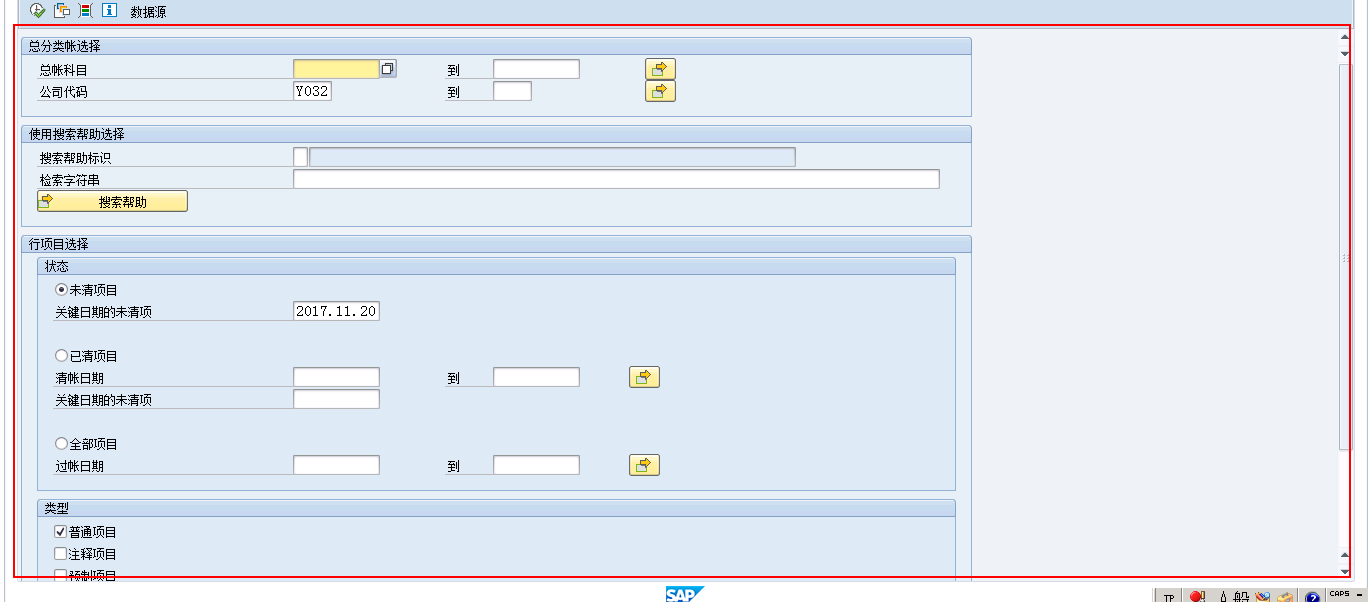 数据源
总分类帐选择
总帐科目 到
公司代码 Y032 到
使用搜索帮助选择
搜索帮助标识
检索字符串
搜索帮助
行项目选择
状态
未清项目
关键日期的未清项 2017.11.20
已清项目
清帐日期 到
关键日期的未清项
全部项目
过帐日期 到
类型
普通项目
注释项目
预制项目
SAP
CAPS